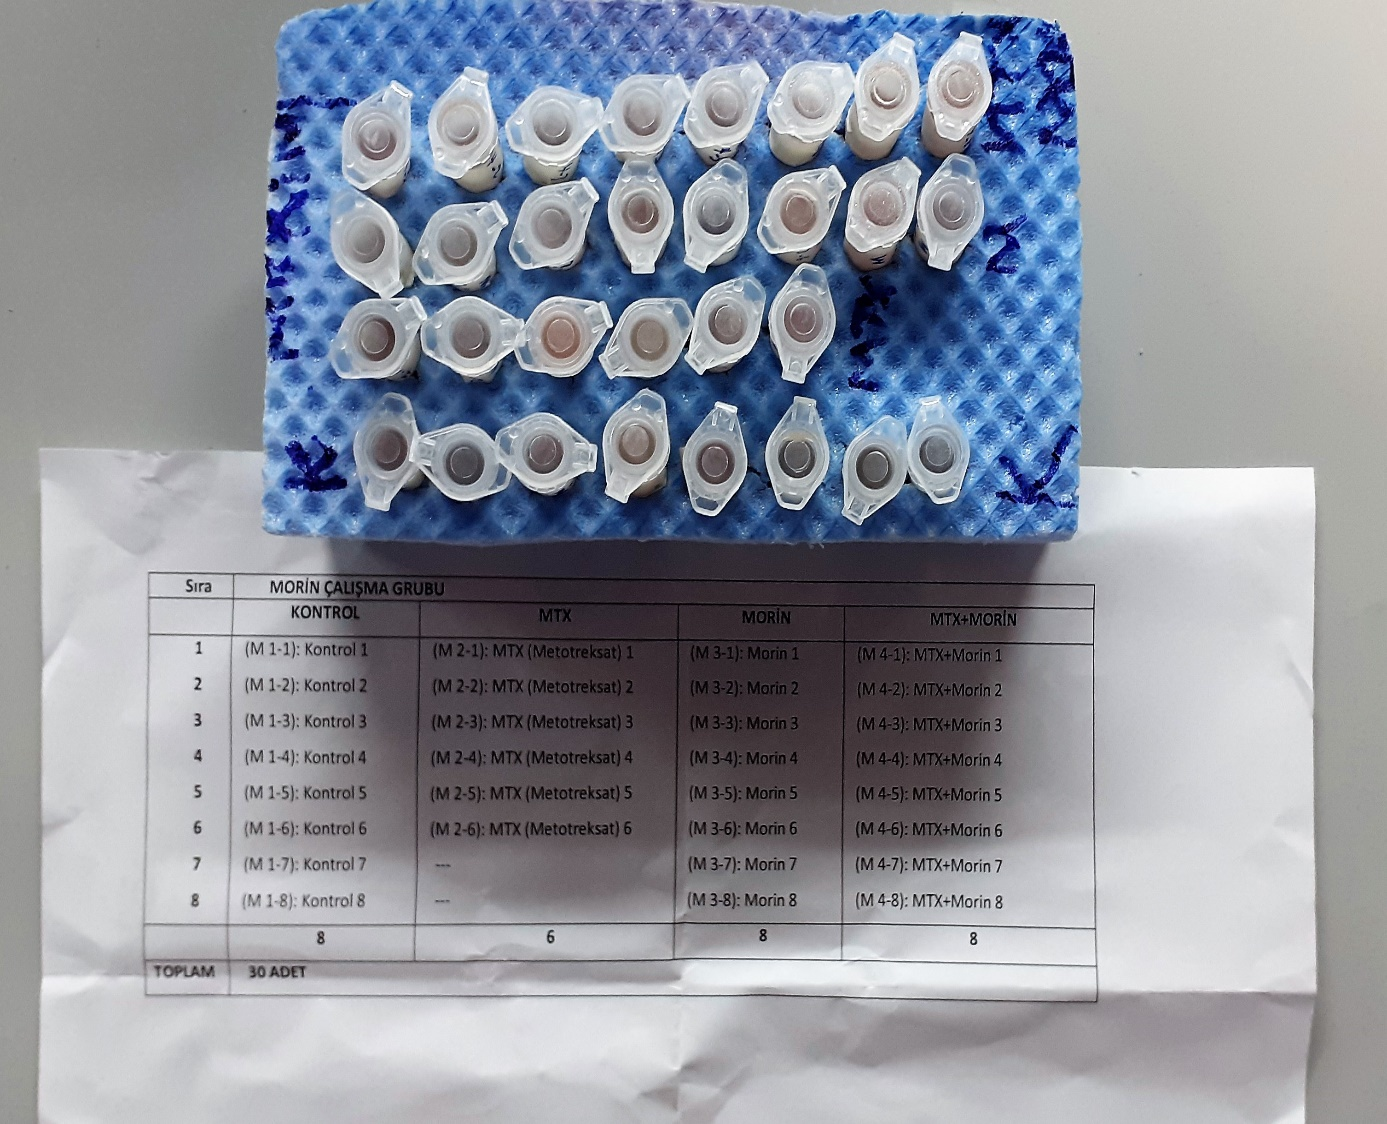 K
MTX
M
K
Sıra MORİN ÇALIŞMA GRUBU
KONTROL MTX MORİN MTX+MORİN
1 (M 1-1): Kontrol 1 (M 2-1): MTX (Metotreksat) 1 (M 3-1): Morin 1 (M 4-1): MTX+Morin 1
2 (M 1-2): Kontrol 2 (M 2-2): MTX (Metotreksat) 2 (M 3-2): Morin 2 (M 4-2): MTX+Morin 2
3 (M 1-3): Kontrol 3 (M 2-3): MTX (Metotreksat) 3 (M 3-3): Morin 3 (M 4-3): MTX+Morin 3
4 (M 1-4): Kontrol 4 (M 2-4): MTX (Metotreksat) 4 (M 3-4): Morin 4 (M 4-4): MTX+Morin 4
5 (M 1-5): Kontrol 5 (M 2-5): MTX (Metotreksat) 5 (M 3-5): Morin 5 (M 4-5): MTX+Morin 5
6 (M 1-6): Kontrol 6 (M 2-6): MTX (Metotreksat) 6 (M 3-6): Morin 6 (M 4-6): MTX+Morin 6
7 (M 1-7): Kontrol 7 --- (M 3-7): Morin 7 (M 4-7): MTX+Morin 7
8 (M 1-8): Kontrol 8 --- (M 3-8): Morin 8 (M 4-8): MTX+Morin 8
8 6 8 8
TOPLAM 30 ADET